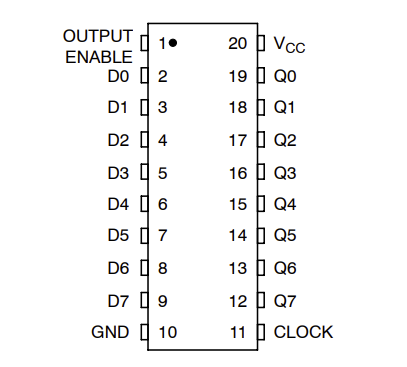 OUTPUT
ENABLE
1 20 VCC
D0 2 19 Q0
D1 3 18 Q1
D2 4 17 Q2
D3 5 16 Q3
D4 6 15 Q4
D5 7 14 Q5
D6 8 13 Q6
D7 9 12 Q7
GND 10 11 CLOCK